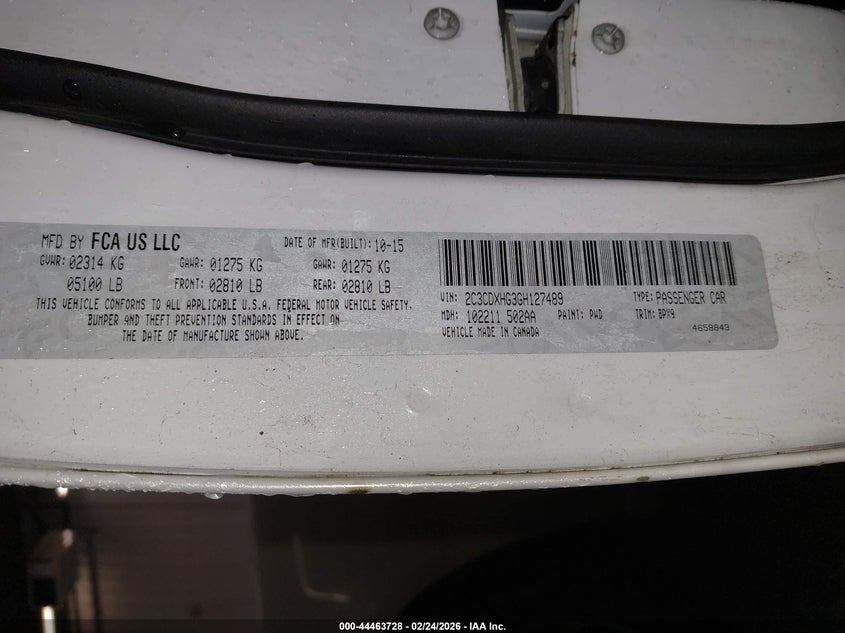 MFD BY FCA US LLC DATE OF MFR(BUILT): 10-15
GVWR: 02314 KG GAWR: 01275 KG GAWR: 01275 KG
05100 LB FRONT: 02810 LB REAR: 02810 LB
THIS VEHICLE CONFORMS TO ALL APPLICABLE U.S.A. FEDERAL MOTOR VEHICLE SAFETY,
BUMPER AND THEFT PREVENTION STANDARDS IN EFFECT ON
THE DATE OF MANUFACTURE SHOWN ABOVE.
VIN: 2C3CDXHG3GH127489 TYPE: PASSENGER CAR
MDH: 102211 502AA PAINT: PWD TRIM: BPX9
VEHICLE MADE IN CANADA 4658843
000-44463728 - 02/24/2026 - IAA Inc.